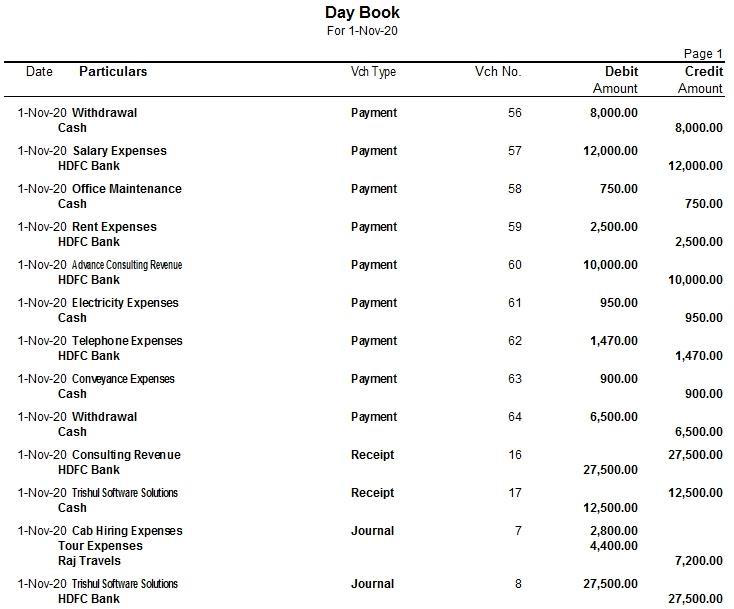 Day Book
For 1-Nov-20
Page 1
Date Particulars Vch Type Vch No. Debit Credit
Amount Amount
1-Nov-20 Withdrawal Payment 56 8,000.00
Cash 8,000.00
1-Nov-20 Salary Expenses Payment 57 12,000.00
HDFC Bank 12,000.00
1-Nov-20 Office Maintenance Payment 58 750.00
Cash 750.00
1-Nov-20 Rent Expenses Payment 59 2,500.00
HDFC Bank 2,500.00
1-Nov-20 Advance Consulting Revenue Payment 60 10,000.00
HDFC Bank 10,000.00
1-Nov-20 Electricity Expenses Payment 61 950.00
Cash 950.00
1-Nov-20 Telephone Expenses Payment 62 1,470.00
HDFC Bank 1,470.00
1-Nov-20 Conveyance Expenses Payment 63 900.00
Cash 900.00
1-Nov-20 Withdrawal Payment 64 6,500.00
Cash 6,500.00
1-Nov-20 Consulting Revenue Receipt 16 27,500.00
HDFC Bank 27,500.00
1-Nov-20 Trishul Software Solutions Receipt 17 12,500.00
Cash 12,500.00
1-Nov-20 Cab Hiring Expenses Journal 7 2,800.00
Tour Expenses 4,400.00
Raj Travels 7,200.00
1-Nov-20 Trishul Software Solutions Journal 8 27,500.00
HDFC Bank 27,500.00